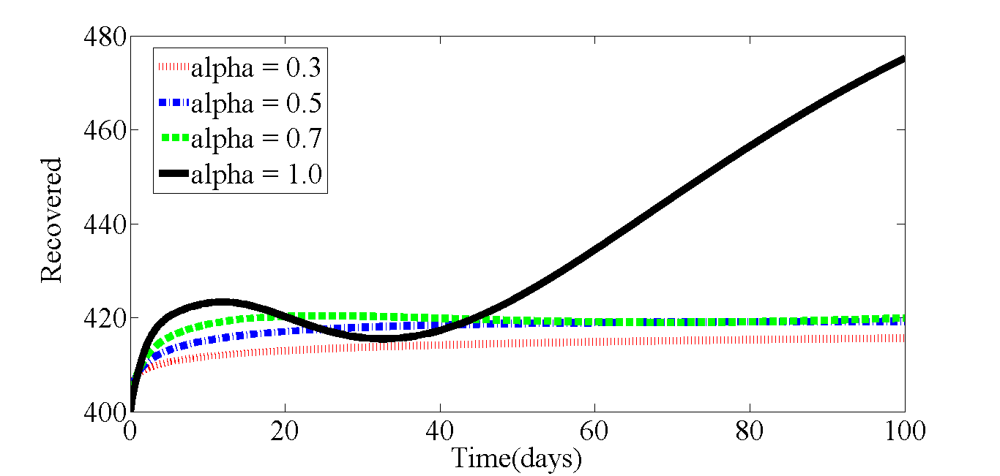 480
460
440
420
400
Recovered
alpha = 0.3
alpha = 0.5
alpha = 0.7
alpha = 1.0
0 20 40 60 80 100
Time(days)